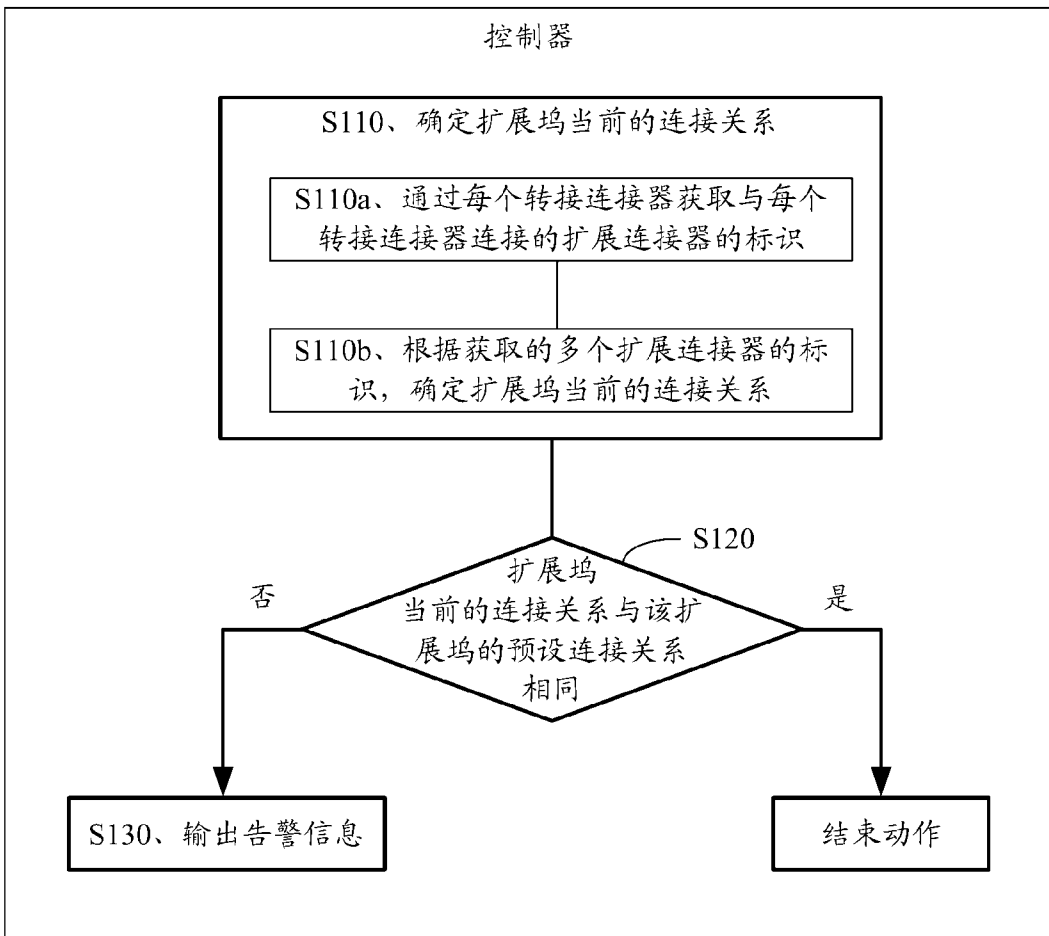 控制器
S110、确定扩展坞当前的连接关系
S110a、通过每个转接连接器获取与每个
转接连接器连接的扩展连接器的标识
S110b、根据获取的多个扩展连接器的标
识，确定扩展坞当前的连接关系
S120
扩展坞
当前的连接关系与该扩
展坞的预设连接关系
相同
否
是
S130、输出告警信息
结束动作